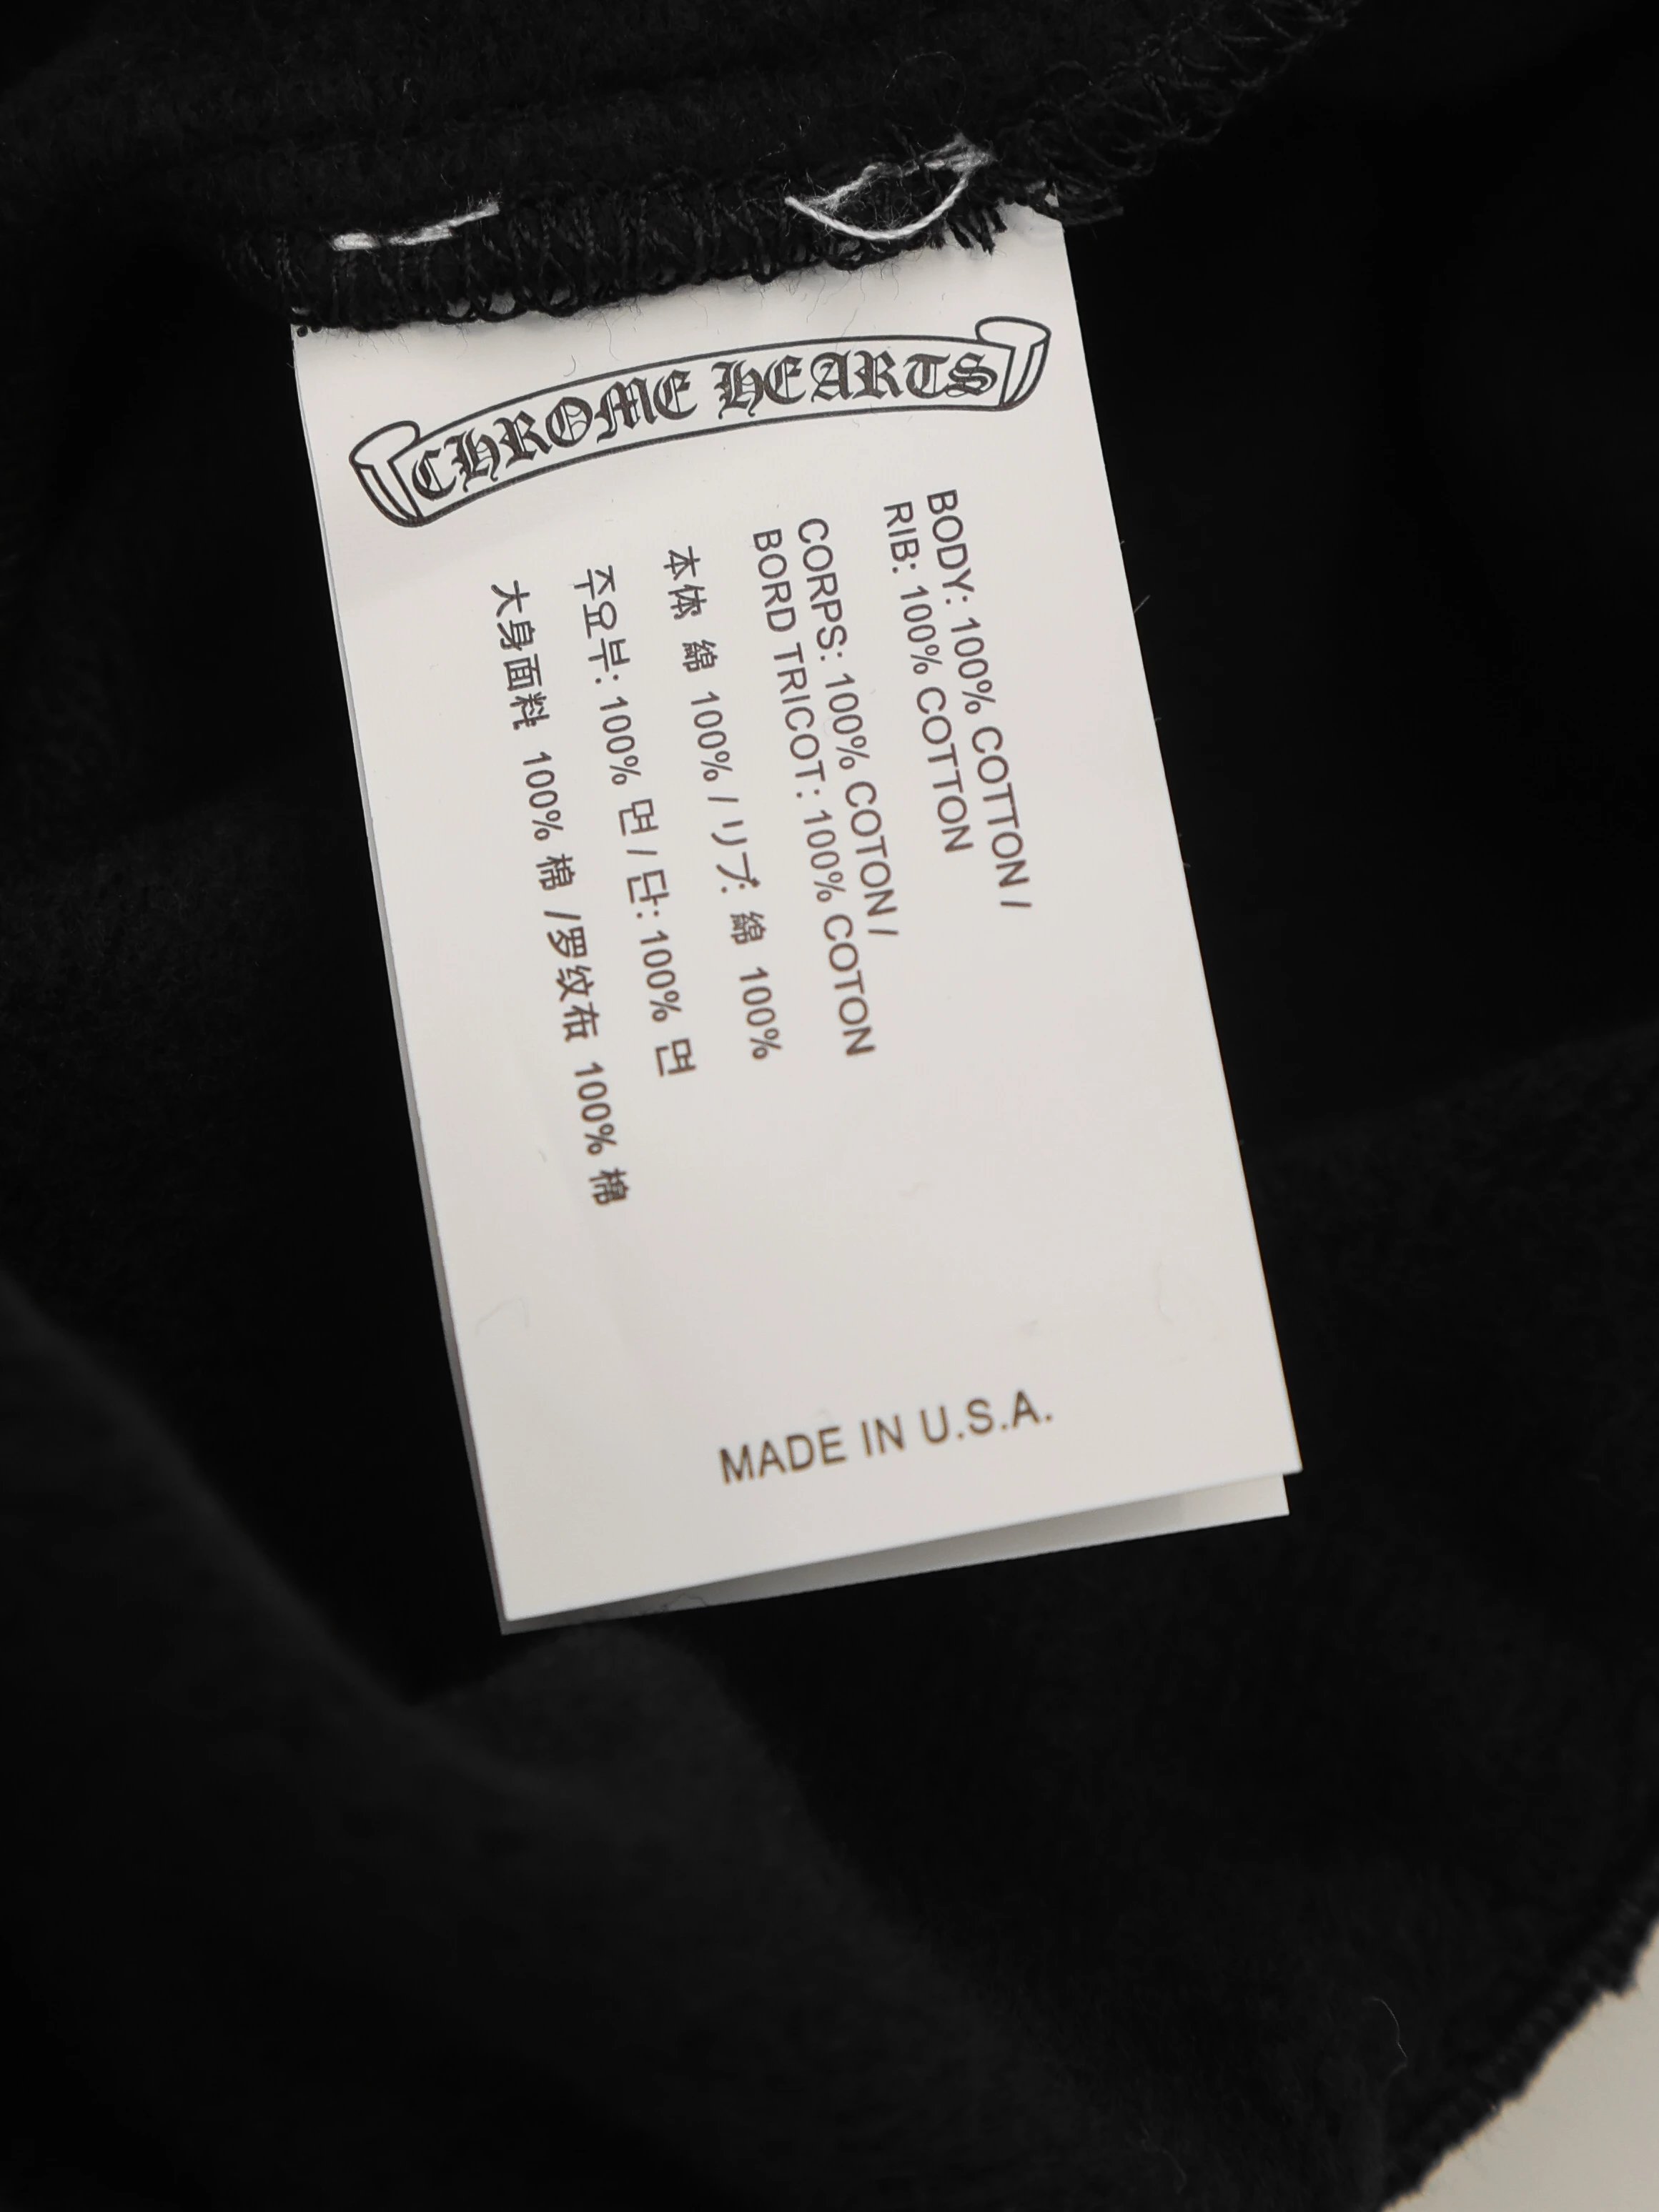 CHROME HEARTS
BODY: 100% COTTON /
RIB: 100% COTTON
CORPS: 100% COTON /
BORD TRICOT: 100% COTON
本体 綿 100% / リブ: 綿 100%
주요부: 100% 면 / 단: 100% 면
大身面料 100% 棉 /罗纹布 100% 棉
MADE IN U.S.A.